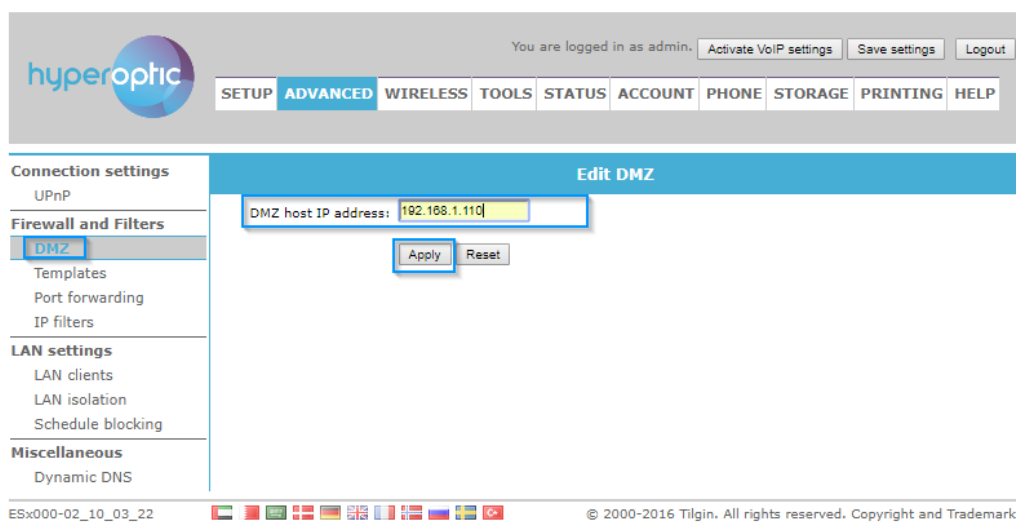 hyperoptic
You are logged in as admin. Activate VoIP settings Save settings Logout
SETUP ADVANCED WIRELESS TOOLS STATUS ACCOUNT PHONE STORAGE PRINTING HELP
Connection settings
UPnP
Firewall and Filters
DMZ
Templates
Port forwarding
IP filters
LAN settings
LAN clients
LAN isolation
Schedule blocking
Miscellaneous
Dynamic DNS
Edit DMZ
DMZ host IP address: 192.168.1.110
Apply Reset
ESx000-02_10_03_22
© 2000-2016 Tilgin. All rights reserved. Copyright and Trademark